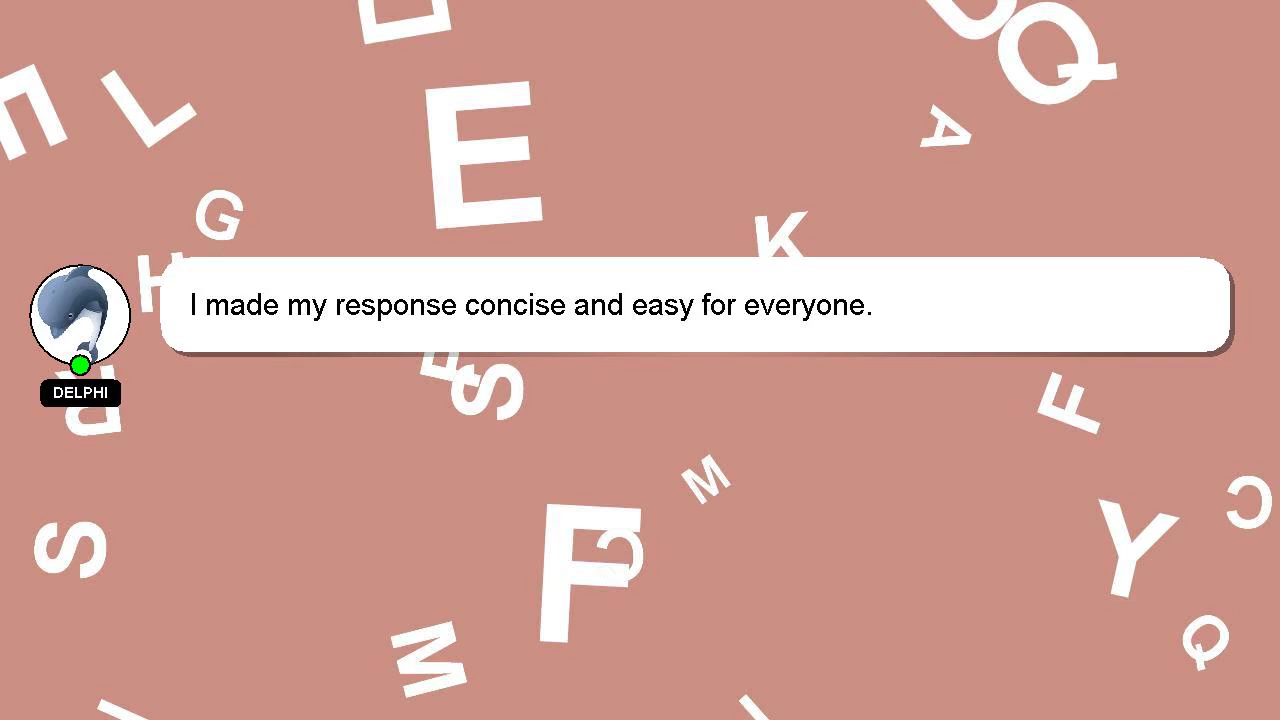 I made my response concise and easy for everyone.
DELPHI
L
E
Q
A
G
K
H
F
S
R
F
M
C
Y
S
F
C
M
Q